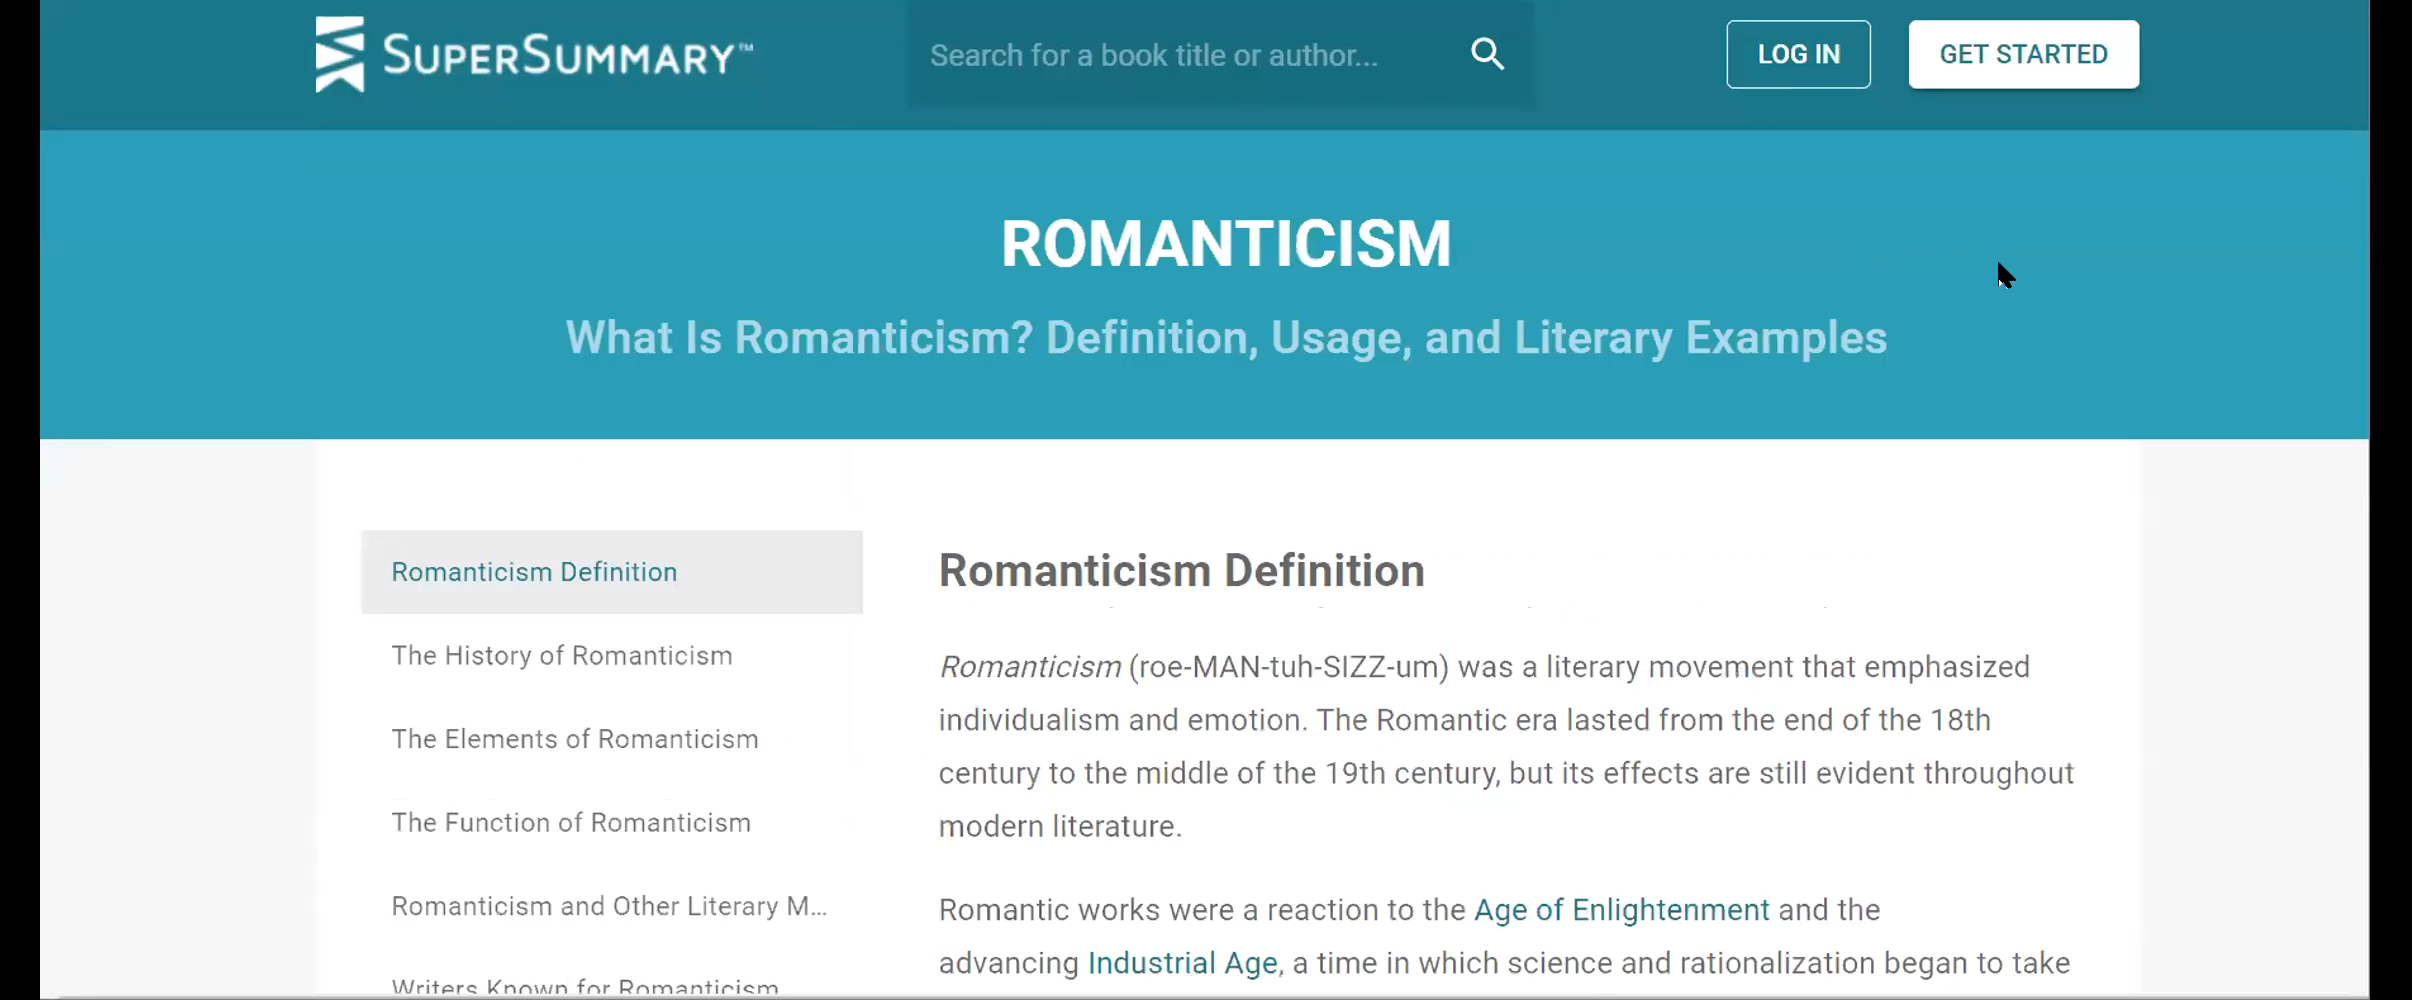 SUPERSUMMARY™
Search for a book title or author...
LOG IN
GET STARTED
ROMANTICISM
What Is Romanticism? Definition, Usage, and Literary Examples
Romanticism Definition
The History of Romanticism
The Elements of Romanticism
The Function of Romanticism
Romanticism and Other Literary M...
Writers Known for Romanticism
Romanticism Definition
Romanticism (roe-MAN-tuh-SIZZ-um) was a literary movement that emphasized
individualism and emotion. The Romantic era lasted from the end of the 18th
century to the middle of the 19th century, but its effects are still evident throughout
modern literature.
Romantic works were a reaction to the Age of Enlightenment and the
advancing Industrial Age, a time in which science and rationalization began to take